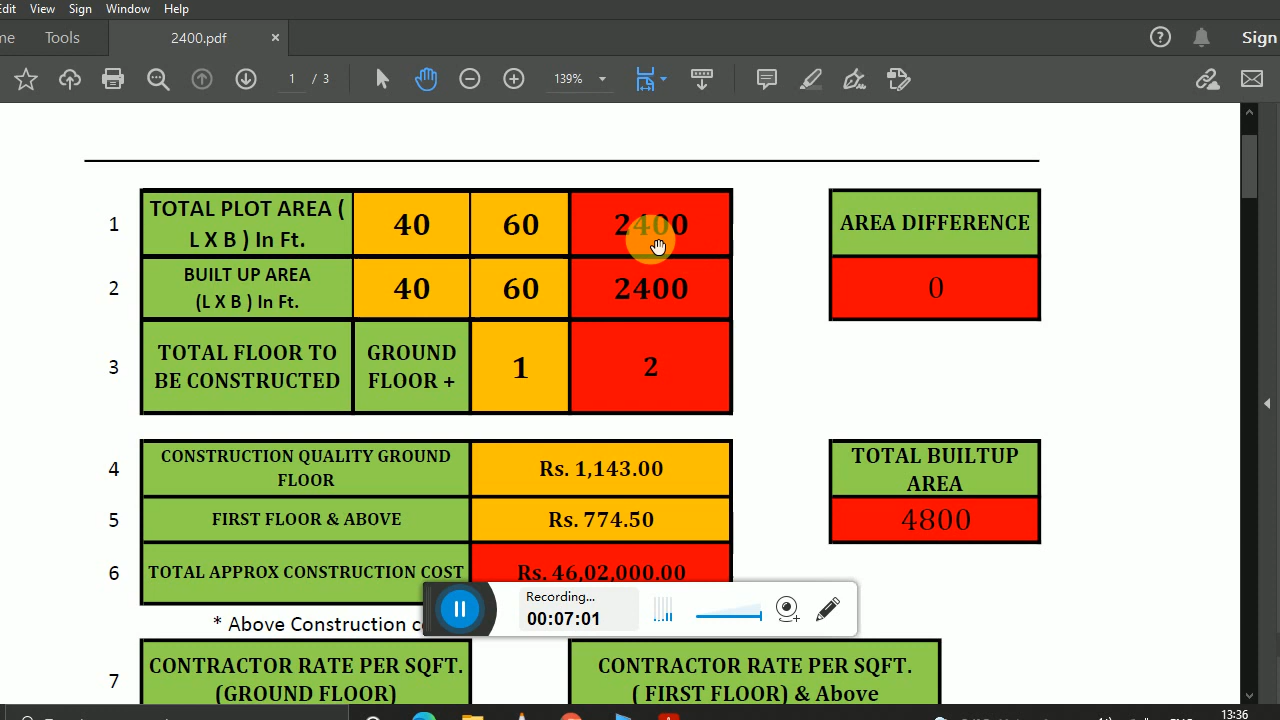 Edit View Sign Window Help
Tools 2400.pdf × Sign
1 / 3 139%
1 TOTAL PLOT AREA ( 40 60 2400 AREA DIFFERENCE
L X B ) In Ft.
2 BUILT UP AREA 40 60 2400 0
(L X B ) In Ft.
3 TOTAL FLOOR TO GROUND 1 2
BE CONSTRUCTED FLOOR +
4 CONSTRUCTION QUALITY GROUND Rs. 1,143.00 TOTAL BUILTUP
FLOOR AREA
5 FIRST FLOOR & ABOVE Rs. 774.50 4800
6 TOTAL APPROX CONSTRUCTION COST Rs. 46,02,000.00
Recording...
00:07:01
* Above Construction
7 CONTRACTOR RATE PER SQFT. CONTRACTOR RATE PER SQFT.
(GROUND FLOOR) ( FIRST FLOOR) & Above
13:36